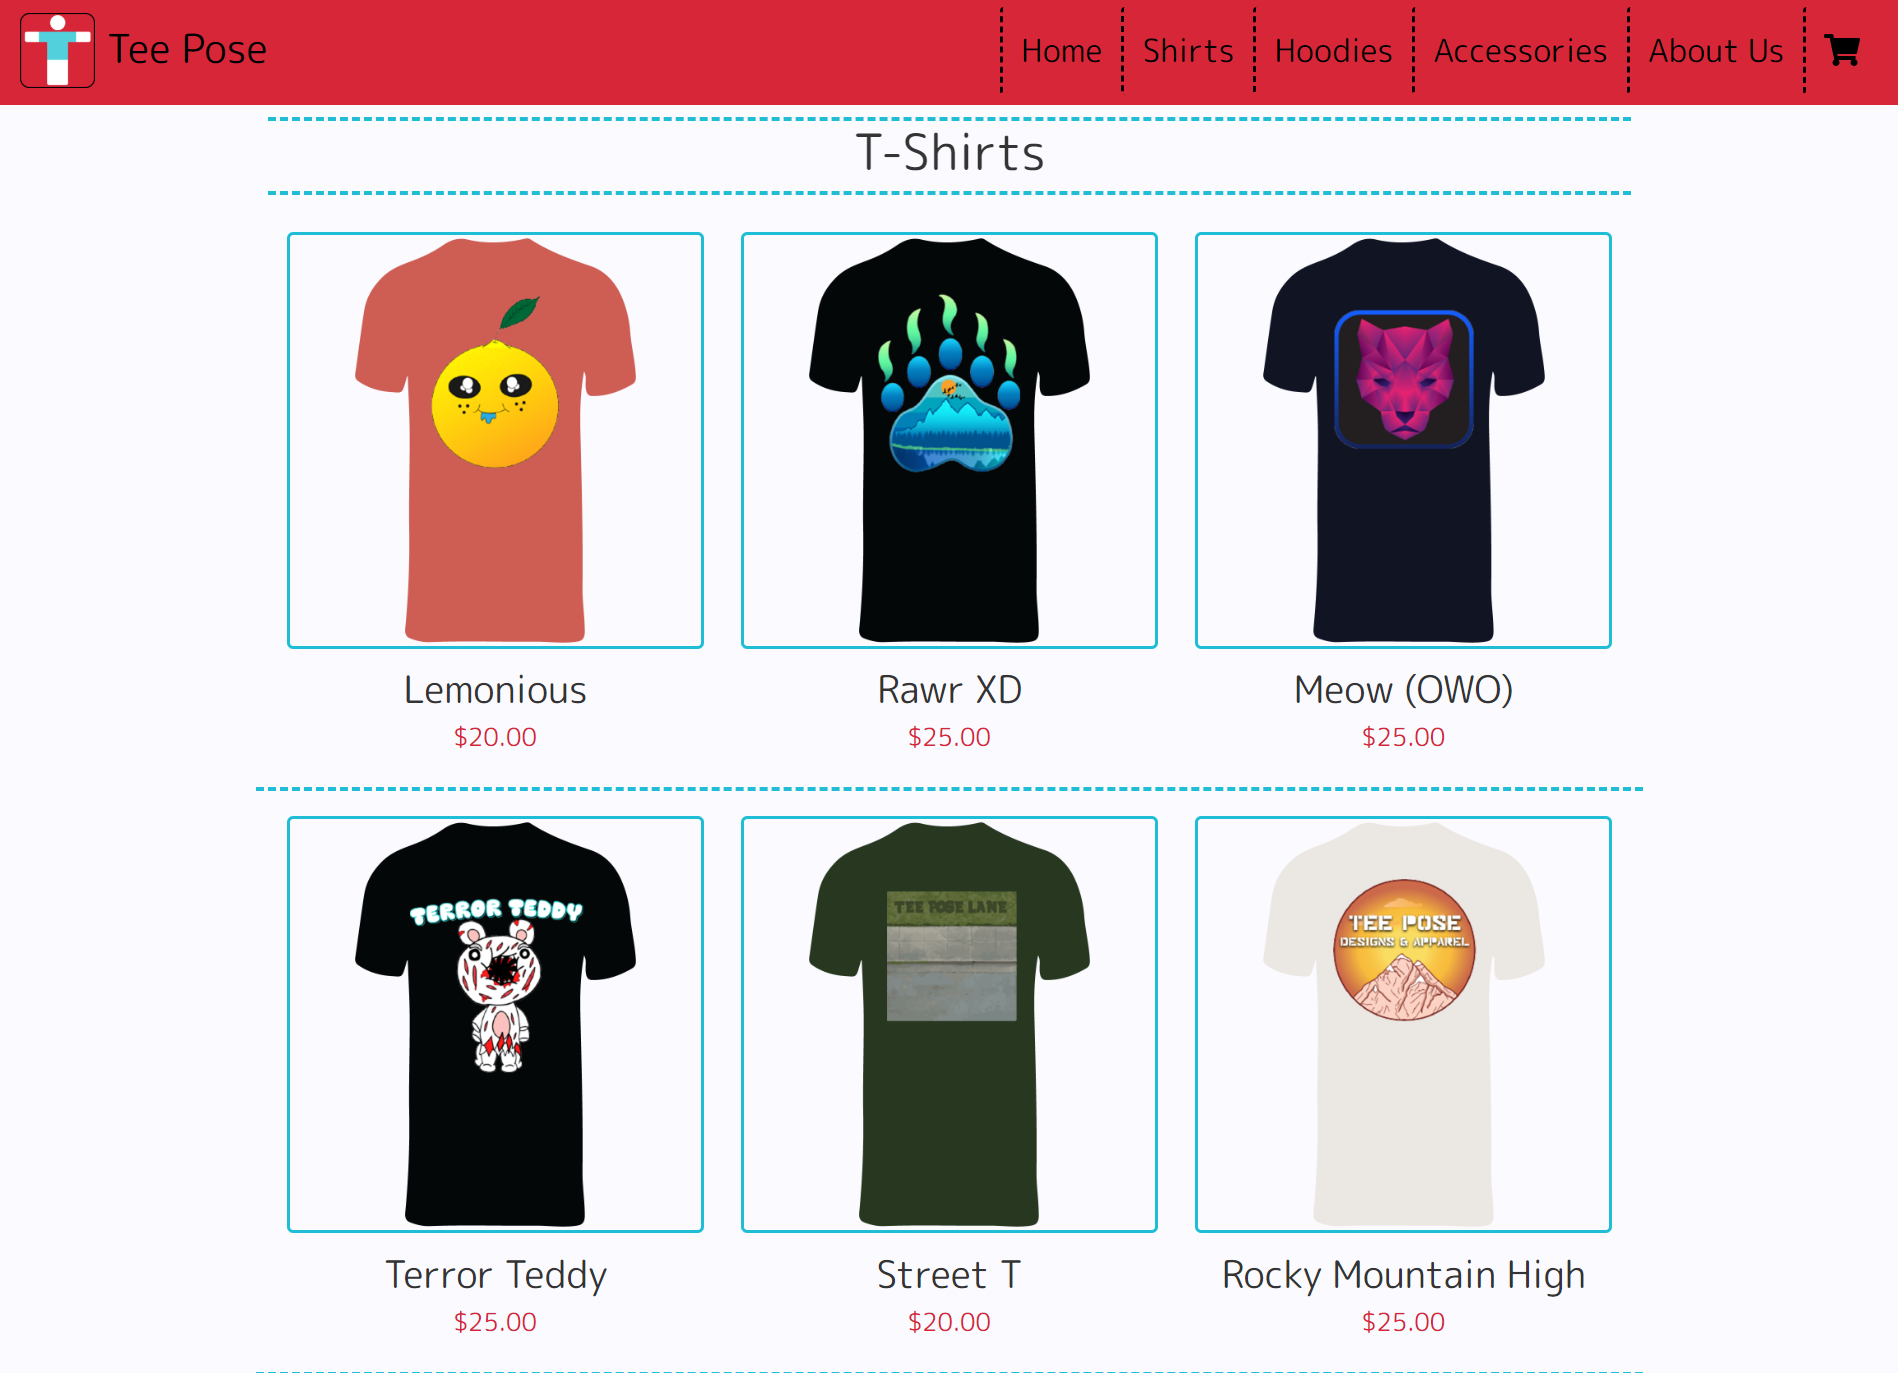 Tee Pose
Home
Shirts
Hoodies
Accessories
About Us
T-Shirts
Lemonious
Rawr XD
Meow (OWO)
$20.00
$25.00
$25.00
TERROR TEDDY
TEE POSE LANE
TEE POSE
DESIGNS & APPAREL
Terror Teddy
Street T
Rocky Mountain High
$25.00
$20.00
$25.00